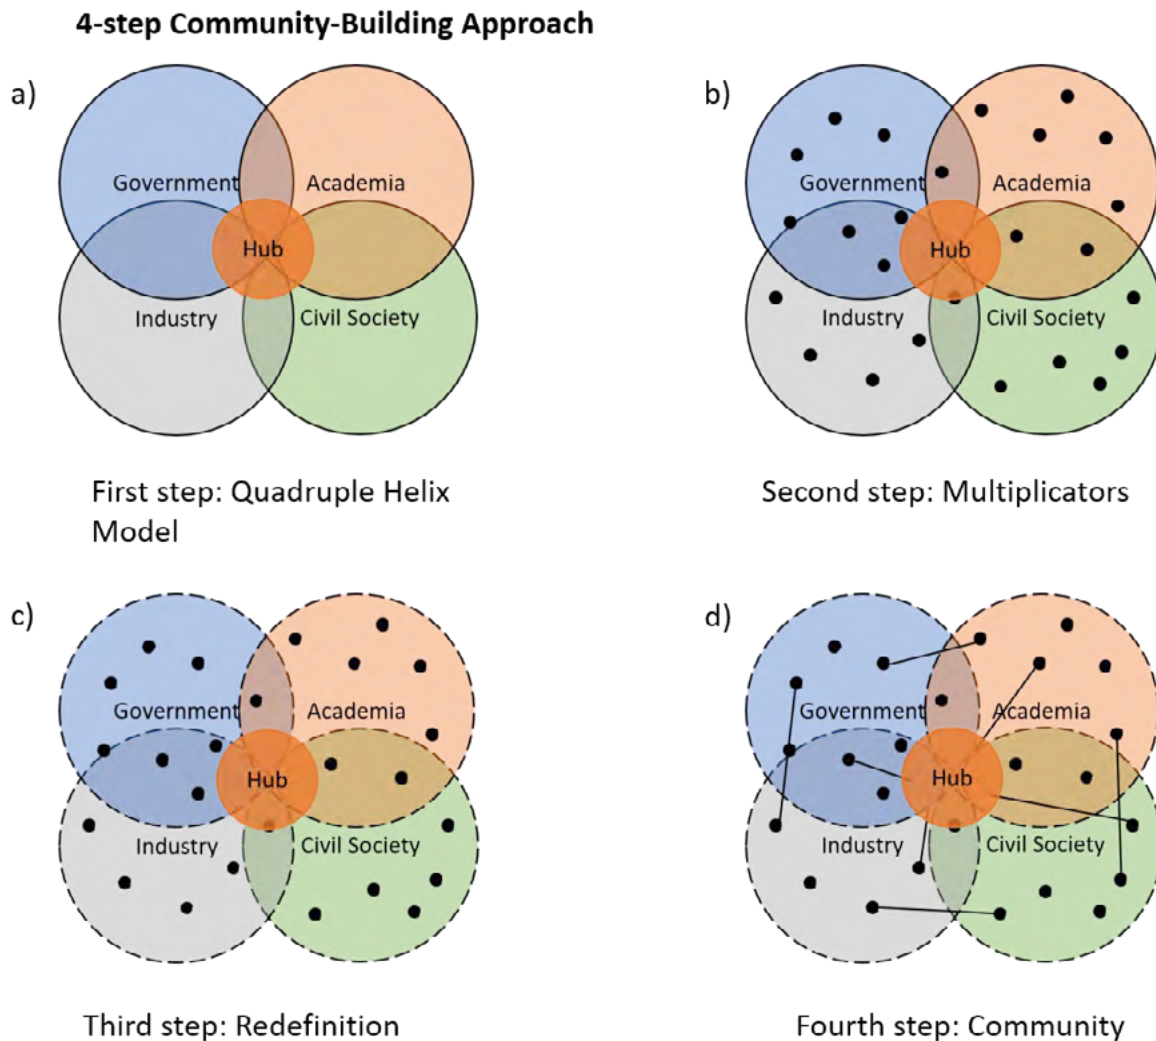 4-step Community-Building Approach
a)
Government
Academia
Hub
Industry
Civil Society
First step: Quadruple Helix
Model
b)
Government
Academia
Hub
Industry
Civil Society
Second step: Multiplicators
c)
Government
Academia
Hub
Industry
Civil Society
Third step: Redefinition
d)
Government
Academia
Hub
Industry
Civil Society
Fourth step: Community